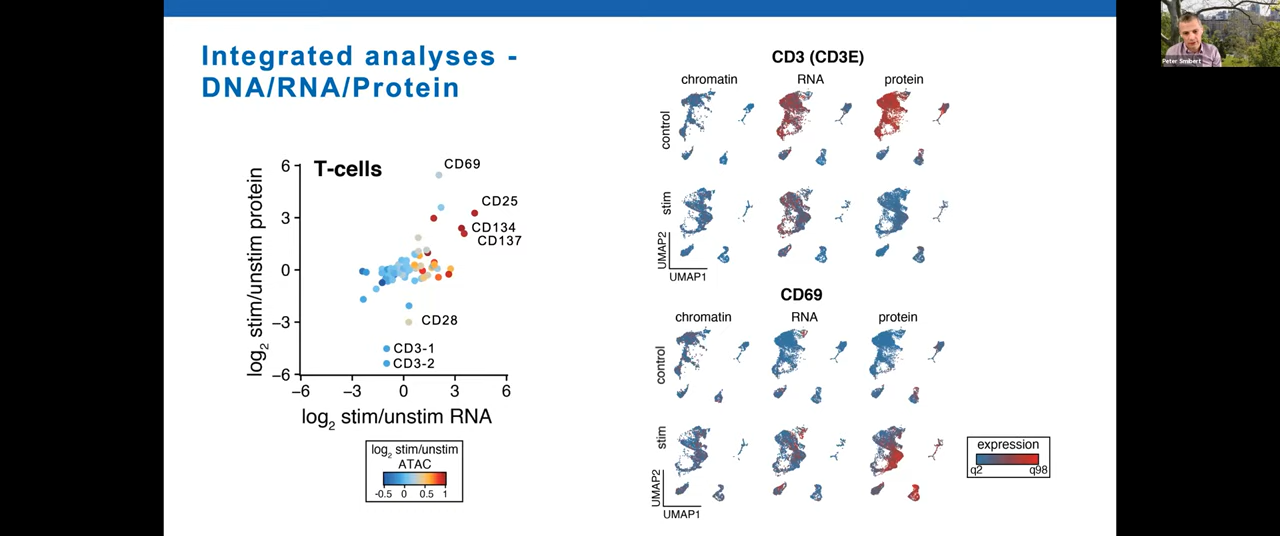 Integrated analyses -
DNA/RNA/Protein
T-cells
log2 stim/unstim protein
6
3
0
−3
−6
CD69
CD25
CD134
CD137
CD28
CD3-1
CD3-2
−6 −3 0 3 6
log2 stim/unstim RNA
log2 stim/unstim
ATAC
-0.5 0 0.5 1
CD3 (CD3E)
chromatin RNA protein
control
stim
UMAP2
UMAP1
CD69
chromatin RNA protein
control
stim
UMAP2
UMAP1
expression
q2 q98
Peter Smibert